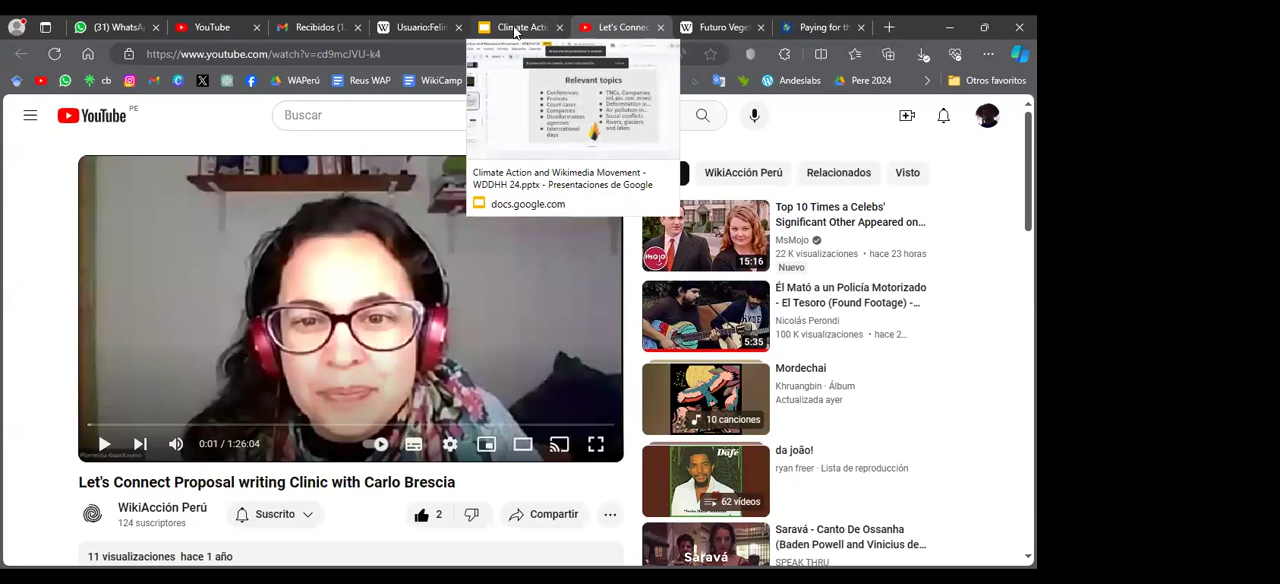 (31) WhatsA
YouTube
Recibidos (1.
Usuario:Felir
Climate Acti
Let's Connec
Futuro Veget
Paying for th
https://www.youtube.com/watch?v=cd9mcJVU-k4
cb
WAPerú
Reus WAP
WikiCamp
Andeslabs
Pere 2024
Otros favoritos
Relevant topics
Conferences
Protests
Court cases
Companies
Disinformation
agencies
International
days
TNCs, Companies
Deforestation in...
Air pollution in...
Social conflicts
Rivers, glaciers
and lakes
Climate Action and Wikimedia Movement -
WDDHH 24.pptx - Presentaciones de Google
docs.google.com
YouTube PE
Buscar
WikiAcción Perú
Relacionados
Visto
0:01 / 1:26:04
Let's Connect Proposal writing Clinic with Carlo Brescia
WikiAcción Perú
124 suscriptores
Suscrito
2
Compartir
11 visualizaciones hace 1 año
mojo
15:16
Top 10 Times a Celebs'
Significant Other Appeared on...
MsMojo
22 K visualizaciones • hace 23 horas
Nuevo
5:35
Él Mató a un Policía Motorizado
- El Tesoro (Found Footage) -...
Nicolás Perondi
100 K visualizaciones • hace 2...
10 canciones
Mordechai
Khruangbin · Álbum
Actualizada ayer
Dafé
62 vídeos
da joão!
ryan freer · Lista de reproducción
Saravá
Saravá - Canto De Ossanha
(Baden Powell and Vinicius de...
SPEAK THRU